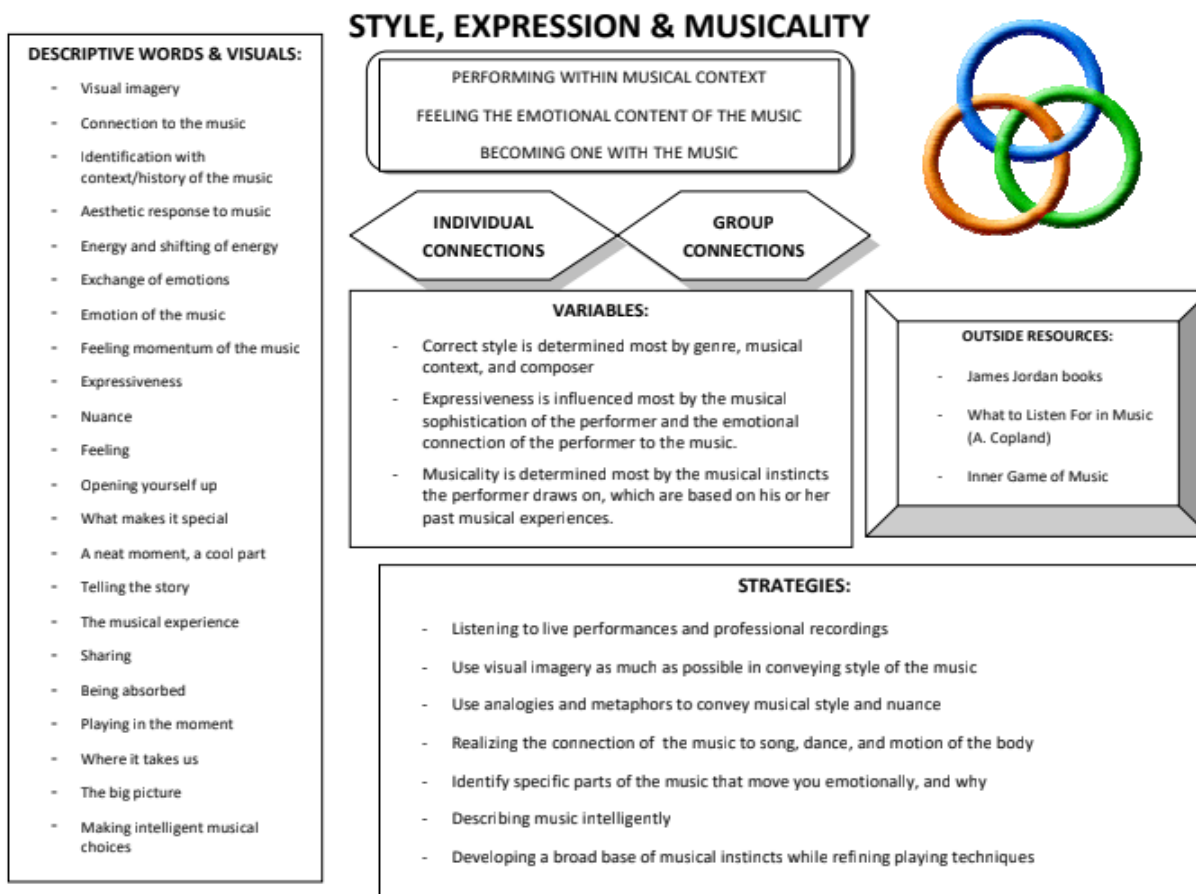 STYLE, EXPRESSION & MUSICALITY
DESCRIPTIVE WORDS & VISUALS:
- Visual imagery
- Connection to the music
- Identification with
context/history of the music
- Aesthetic response to music
- Energy and shifting of energy
- Exchange of emotions
- Emotion of the music
- Feeling momentum of the music
- Expressiveness
- Nuance
- Feeling
- Opening yourself up
- What makes it special
- A neat moment, a cool part
- Telling the story
- The musical experience
- Sharing
- Being absorbed
- Playing in the moment
- Where it takes us
- The big picture
- Making intelligent musical
choices
PERFORMING WITHIN MUSICAL CONTEXT
FEELING THE EMOTIONAL CONTENT OF THE MUSIC
BECOMING ONE WITH THE MUSIC
INDIVIDUAL
CONNECTIONS
GROUP
CONNECTIONS
VARIABLES:
- Correct style is determined most by genre, musical
context, and composer
- Expressiveness is influenced most by the musical
sophistication of the performer and the emotional
connection of the performer to the music.
- Musicality is determined most by the musical instincts
the performer draws on, which are based on his or her
past musical experiences.
OUTSIDE RESOURCES:
- James Jordan books
- What to Listen For in Music
(A. Copland)
- Inner Game of Music
STRATEGIES:
- Listening to live performances and professional recordings
- Use visual imagery as much as possible in conveying style of the music
- Use analogies and metaphors to convey musical style and nuance
- Realizing the connection of the music to song, dance, and motion of the body
- Identify specific parts of the music that move you emotionally, and why
- Describing music intelligently
- Developing a broad base of musical instincts while refining playing techniques